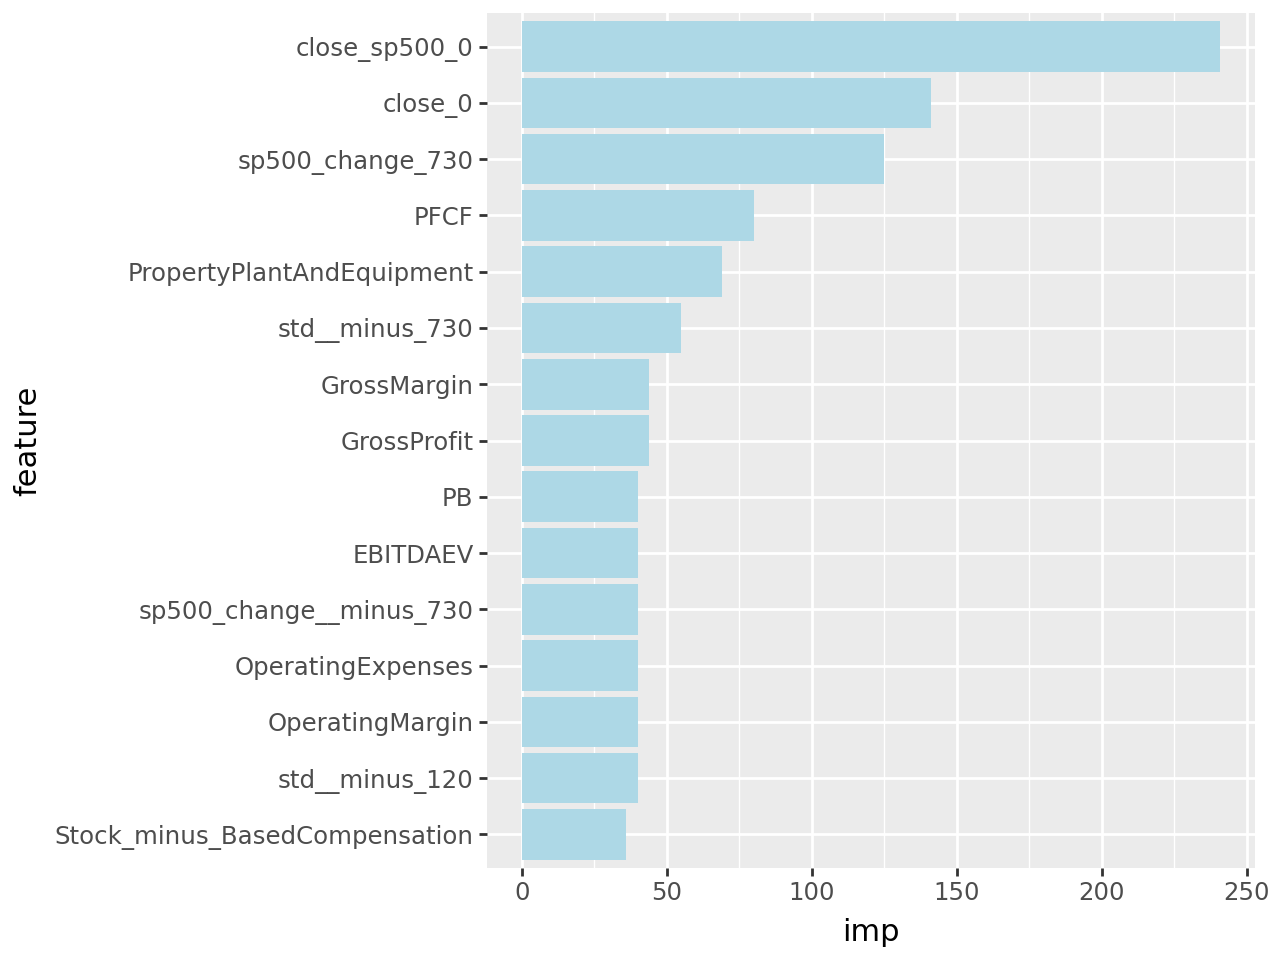 close_sp500_0
close_0
sp500_change_730
PFCF
PropertyPlantAndEquipment
std__minus_730
GrossMargin
GrossProfit
PB
EBITDAEV
sp500_change__minus_730
OperatingExpenses
OperatingMargin
std__minus_120
Stock_minus_BasedCompensation
feature
0 50 100 150 200 250
imp